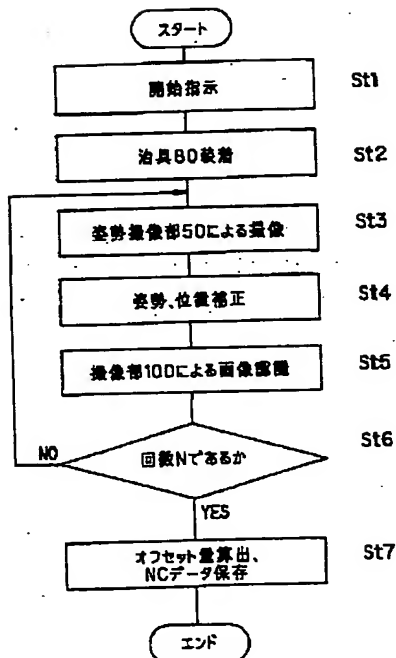 スタート
開始指示
St1
治具80装着
St2
姿勢撮像部50による撮像
St3
姿勢、位置補正
St4
撮像部100による画像認識
St5
回数Nであるか
St6
NO
YES
オフセット量算出、
NCデータ保存
St7
エンド